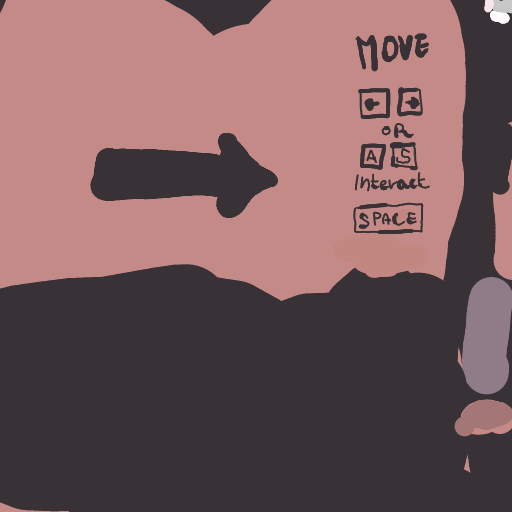 MOVE
← →
OR
A S
Interact
SPACE